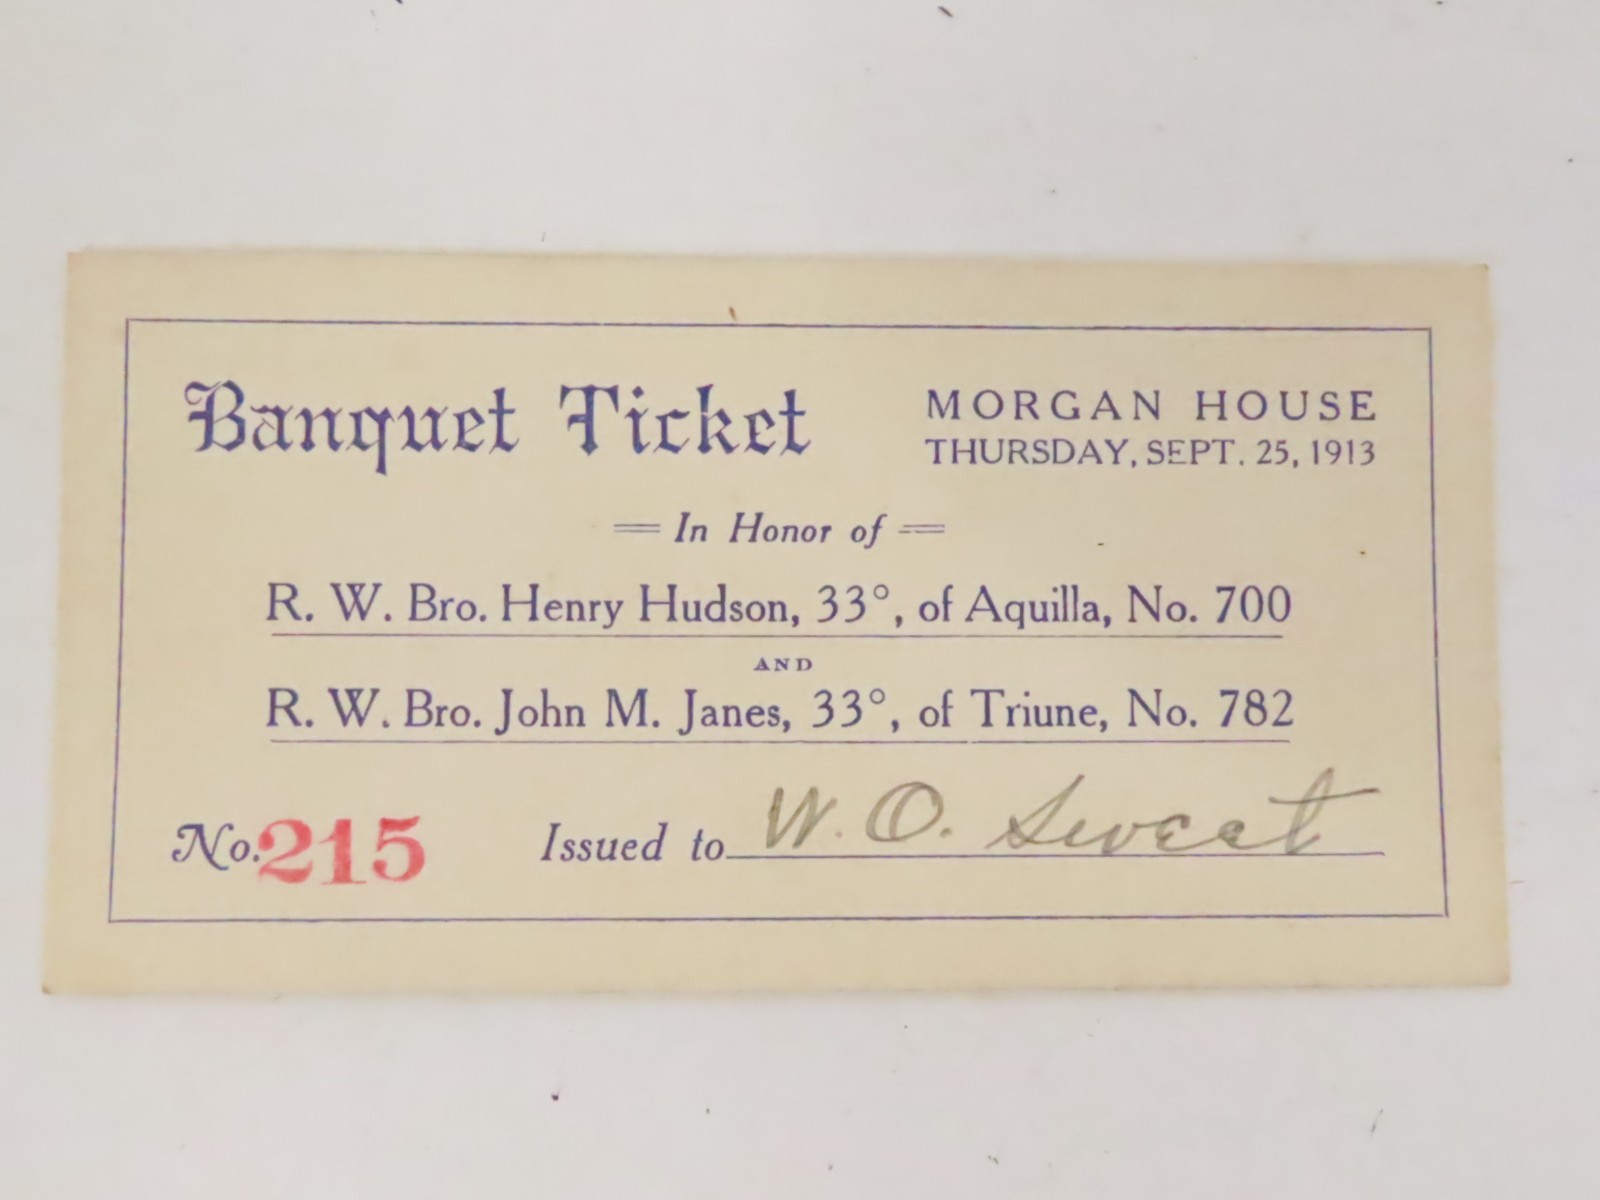 Banquet Ticket
MORGAN HOUSE
THURSDAY, SEPT. 25, 1913
In Honor of
R. W. Bro. Henry Hudson, 33°, of Aquilla, No. 700
AND
R. W. Bro. John M. Janes, 33°, of Triune, No. 782
No. 215 Issued to W. O. Sweet